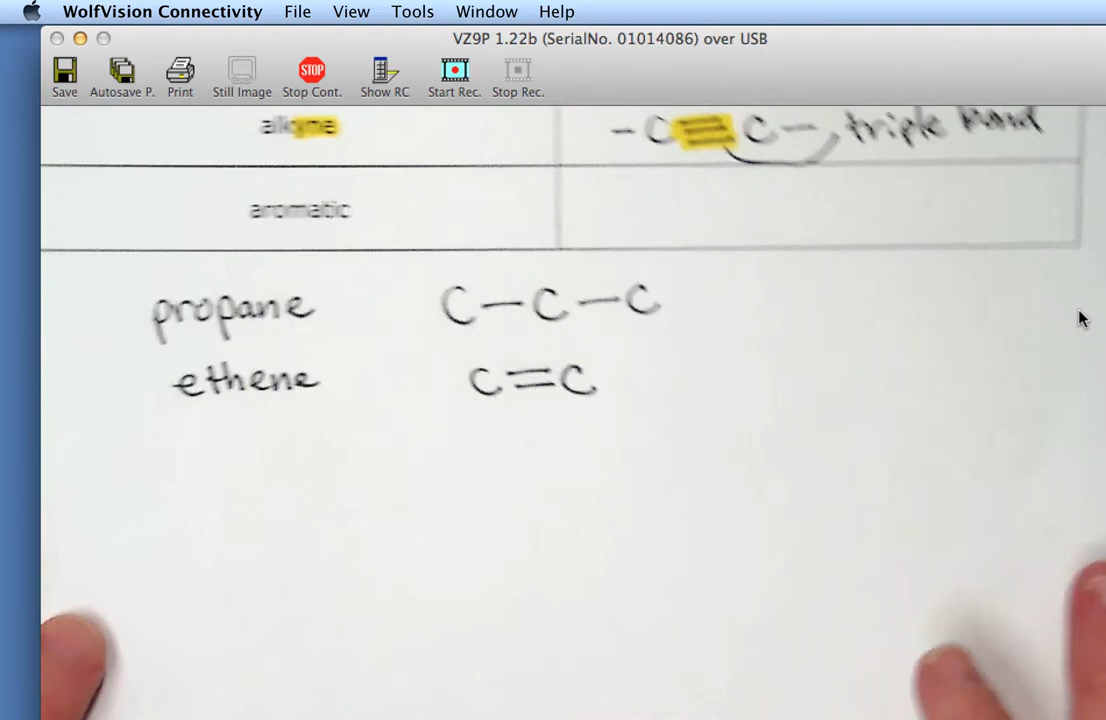 WolfVision Connectivity File View Tools Window Help
VZ9P 1.22b (SerialNo. 01014086) over USB
Save Autosave P. Print Still Image Stop Cont. Show RC Start Rec. Stop Rec.
STOP
alkyne -C≡C- triple bond
aromatic
propane C-C-C
ethene C=C